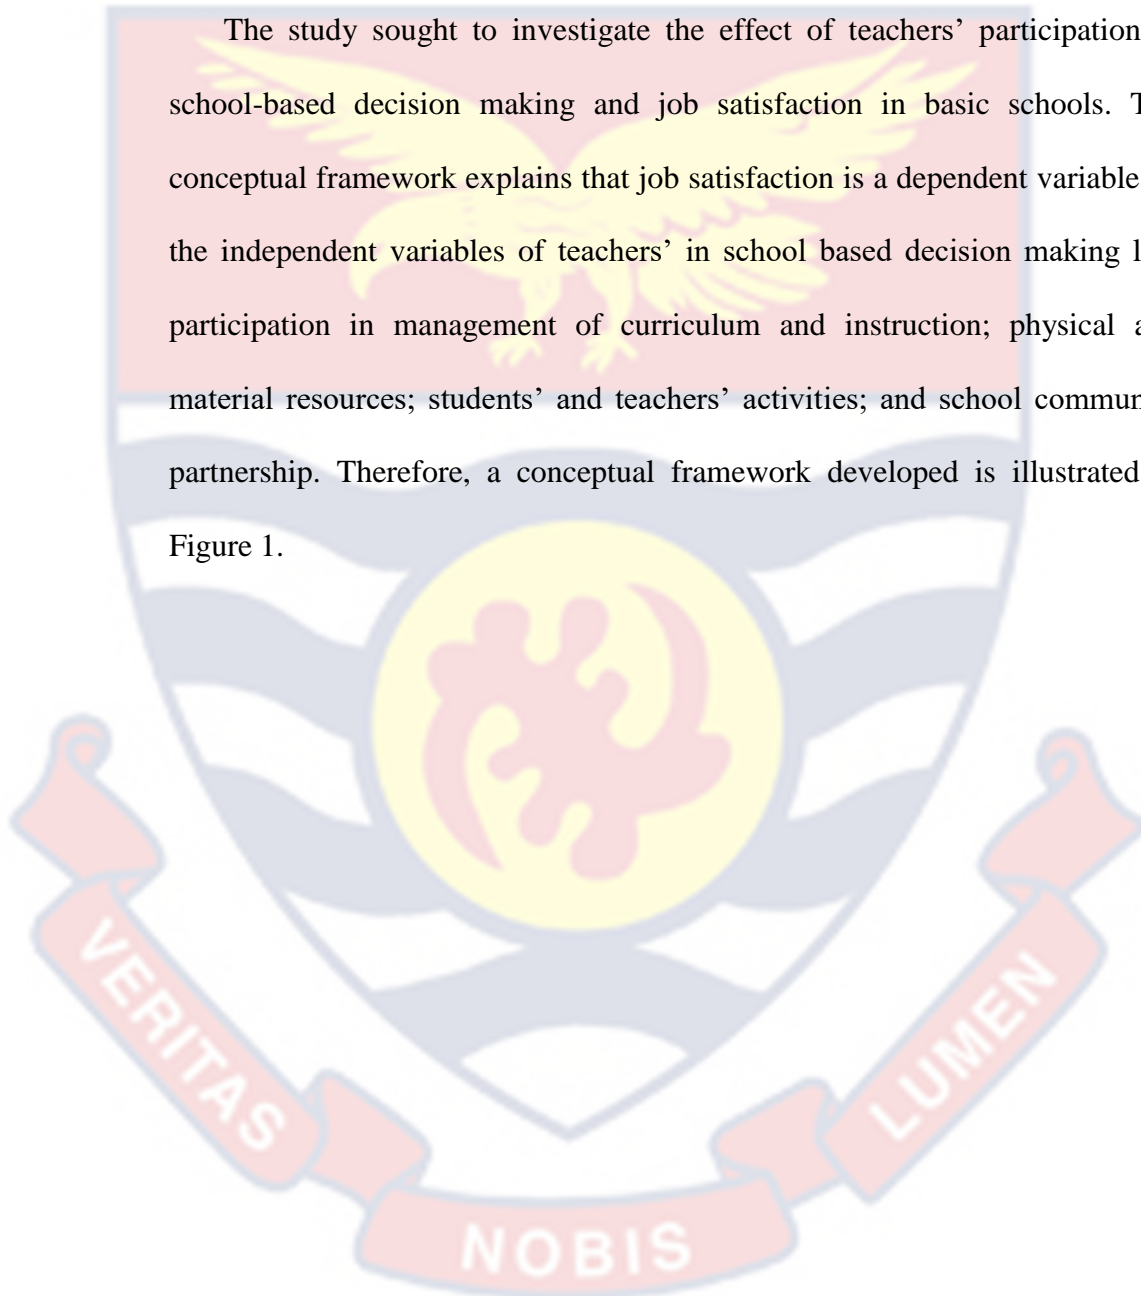 The study sought to investigate the effect of teachers’ participation
school-based decision making and job satisfaction in basic schools. T
conceptual framework explains that job satisfaction is a dependent variable
the independent variables of teachers’ in school based decision making l
participation in management of curriculum and instruction; physical a
material resources; students’ and teachers’ activities; and school commun
partnership. Therefore, a conceptual framework developed is illustrated
Figure 1.
VERITAS
NOBIS
LUMEN